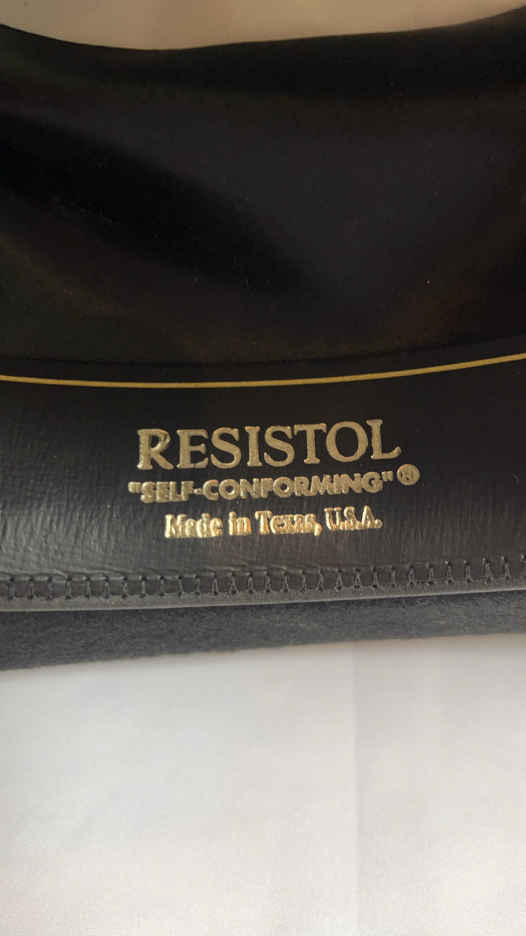 RESISTOL
"SELF-CONFORMING"®
Made in Texas, U.S.A.